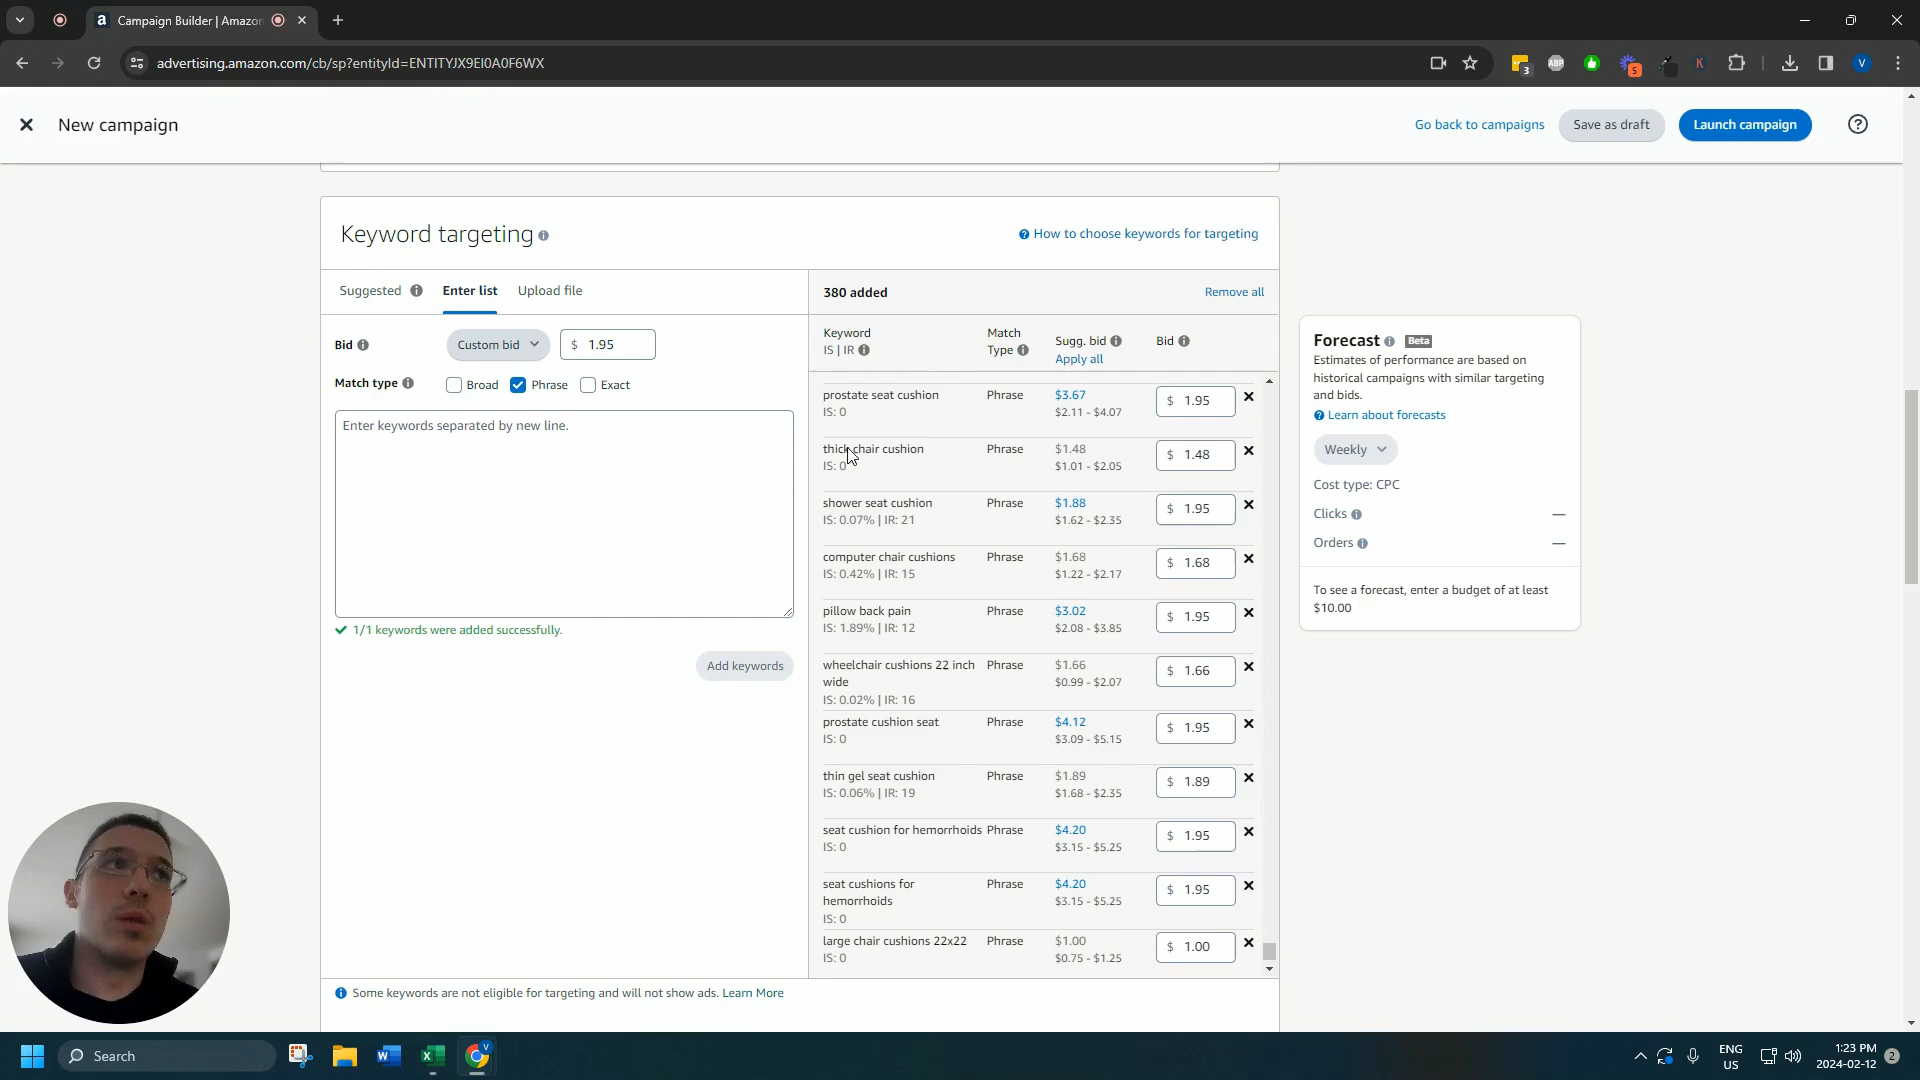 Campaign Builder | Amazon
advertising.amazon.com/cb/sp?entityId=ENTITYJX9EI0A0F6WX
3
ABP
5
K
V
New campaign
Go back to campaigns
Save as draft
Launch campaign
Keyword targeting
How to choose keywords for targeting
Suggested
Enter list
Upload file
380 added
Remove all
Bid
Custom bid
$ 1.95
Match type
Broad
Phrase
Exact
Enter keywords separated by new line.
1/1 keywords were added successfully.
Add keywords
Keyword
IS | IR
Match
Type
Sugg. bid
Apply all
Bid
prostate seat cushion Phrase $3.67 $ 1.95
IS: 0 $2.11 - $4.07
thick chair cushion Phrase $1.48 $ 1.48
IS: 0 $1.01 - $2.05
shower seat cushion Phrase $1.88 $ 1.95
IS: 0.07% | IR: 21 $1.62 - $2.35
computer chair cushions Phrase $1.68 $ 1.68
IS: 0.42% | IR: 15 $1.22 - $2.17
pillow back pain Phrase $3.02 $ 1.95
IS: 1.89% | IR: 12 $2.08 - $3.85
wheelchair cushions 22 inch Phrase $1.66 $ 1.66
wide $0.99 - $2.07
IS: 0.02% | IR: 16
prostate cushion seat Phrase $4.12 $ 1.95
IS: 0 $3.09 - $5.15
thin gel seat cushion Phrase $1.89 $ 1.89
IS: 0.06% | IR: 19 $1.68 - $2.35
seat cushion for hemorrhoids Phrase $4.20 $ 1.95
IS: 0 $3.15 - $5.25
seat cushions for Phrase $4.20 $ 1.95
hemorrhoids $3.15 - $5.25
IS: 0
large chair cushions 22x22 Phrase $1.00 $ 1.00
IS: 0 $0.75 - $1.25
Some keywords are not eligible for targeting and will not show ads. Learn More
Forecast Beta
Estimates of performance are based on
historical campaigns with similar targeting
and bids.
Learn about forecasts
Weekly
Cost type: CPC
Clicks —
Orders —
To see a forecast, enter a budget of at least
$10.00
Search
ENG
US
1:23 PM
2024-02-12
2